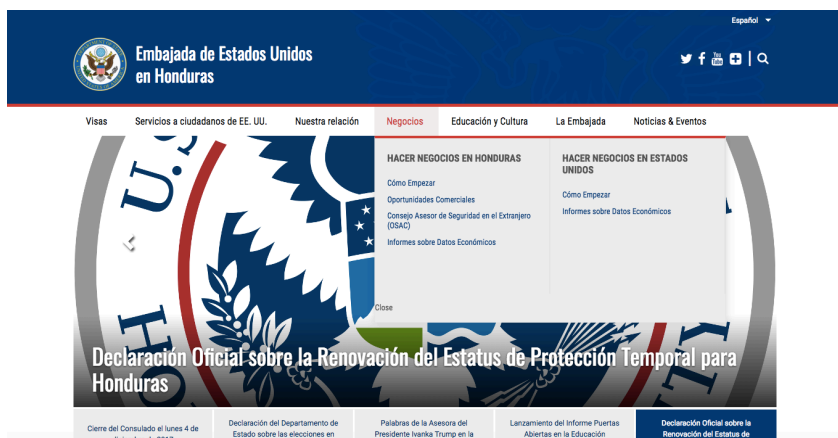 Español
Embajada de Estados Unidos
en Honduras
You
Tube
Visas
Servicios a ciudadanos de EE. UU.
Nuestra relación
Negocios
Educación y Cultura
La Embajada
Noticias & Eventos
HACER NEGOCIOS EN HONDURAS
Cómo Empezar
Oportunidades Comerciales
Consejo Asesor de Seguridad en el Extranjero
(OSAC)
Informes sobre Datos Económicos
HACER NEGOCIOS EN ESTADOS
UNIDOS
Cómo Empezar
Informes sobre Datos Económicos
Close
U.S.
Declaración Oficial sobre la Renovación del Estatus de Protección Temporal para
Honduras
Cierre del Consulado el lunes 4 de
Declaración del Departamento de
Estado sobre las elecciones en
Palabras de la Asesora del
Presidente Ivanka Trump en la
Lanzamiento del Informe Puertas
Abiertas en la Educación
Declaración Oficial sobre la
Renovación del Estatus de